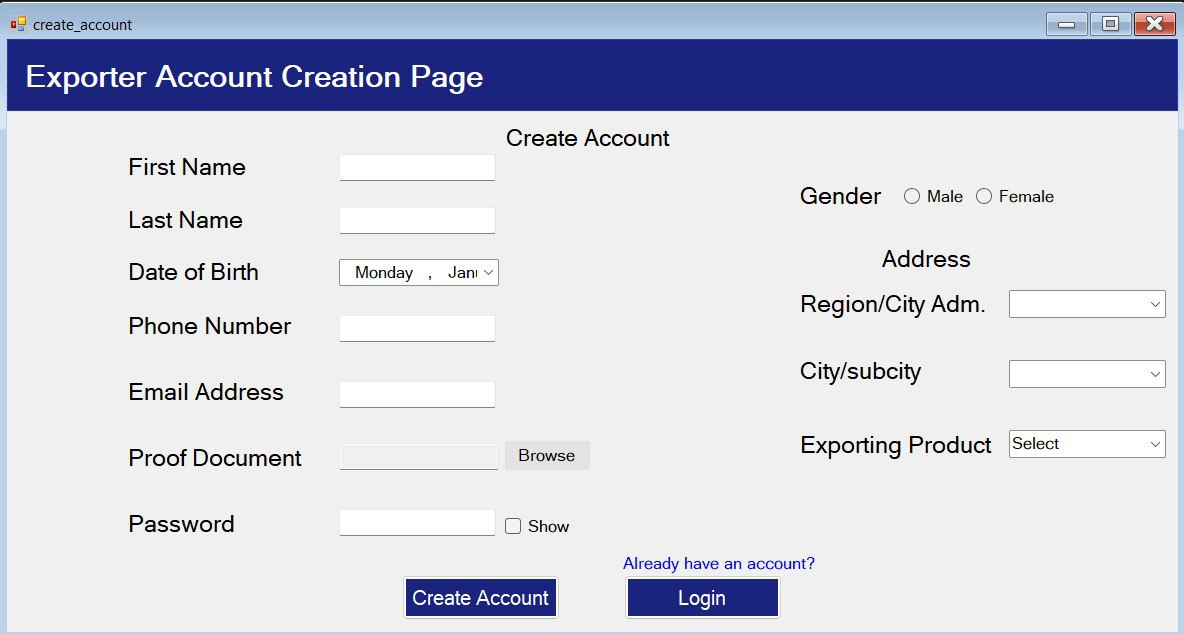 create_account
Exporter Account Creation Page
Create Account
First Name
Last Name
Date of Birth Monday , Janu
Phone Number
Email Address
Proof Document Browse
Password Show
Gender Male Female
Address
Region/City Adm.
City/subcity
Exporting Product Select
Already have an account?
Create Account Login